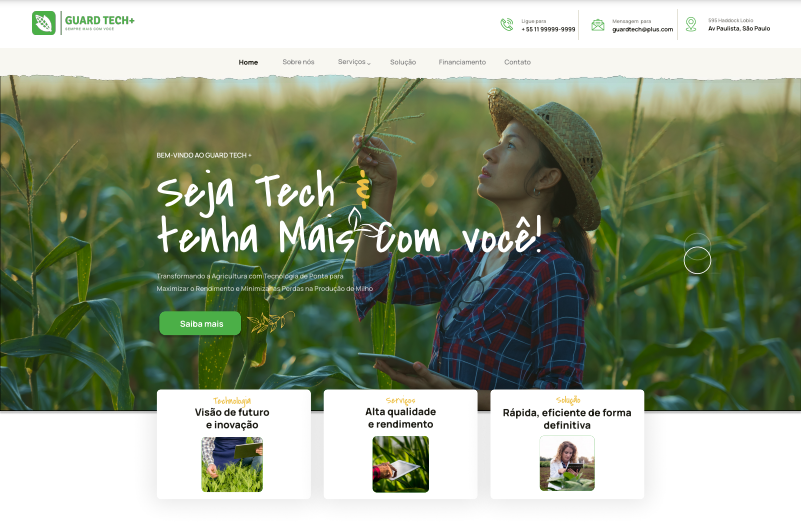 GUARD TECH+
SEMPRE MAIS COM VOCÊ
Ligue para
+ 55 11 99999-9999
Mensagem para
guardtech@plus.com
595 Haddock Lobio
Av Paulista, São Paulo
Home
Sobre nós
Serviços
Solução
Financiamento
Contato
BEM-VINDO AO GUARD TECH +
Seja Tech &
tenha Mais Com você!
Transformando a Agricultura com Tecnologia de Ponta para
Maximizar o Rendimento e Minimizar as Perdas na Produção de Milho
Saiba mais
Technologia
Visão de futuro
e inovação
Serviços
Alta qualidade
e rendimento
Solução
Rápida, eficiente de forma
definitiva